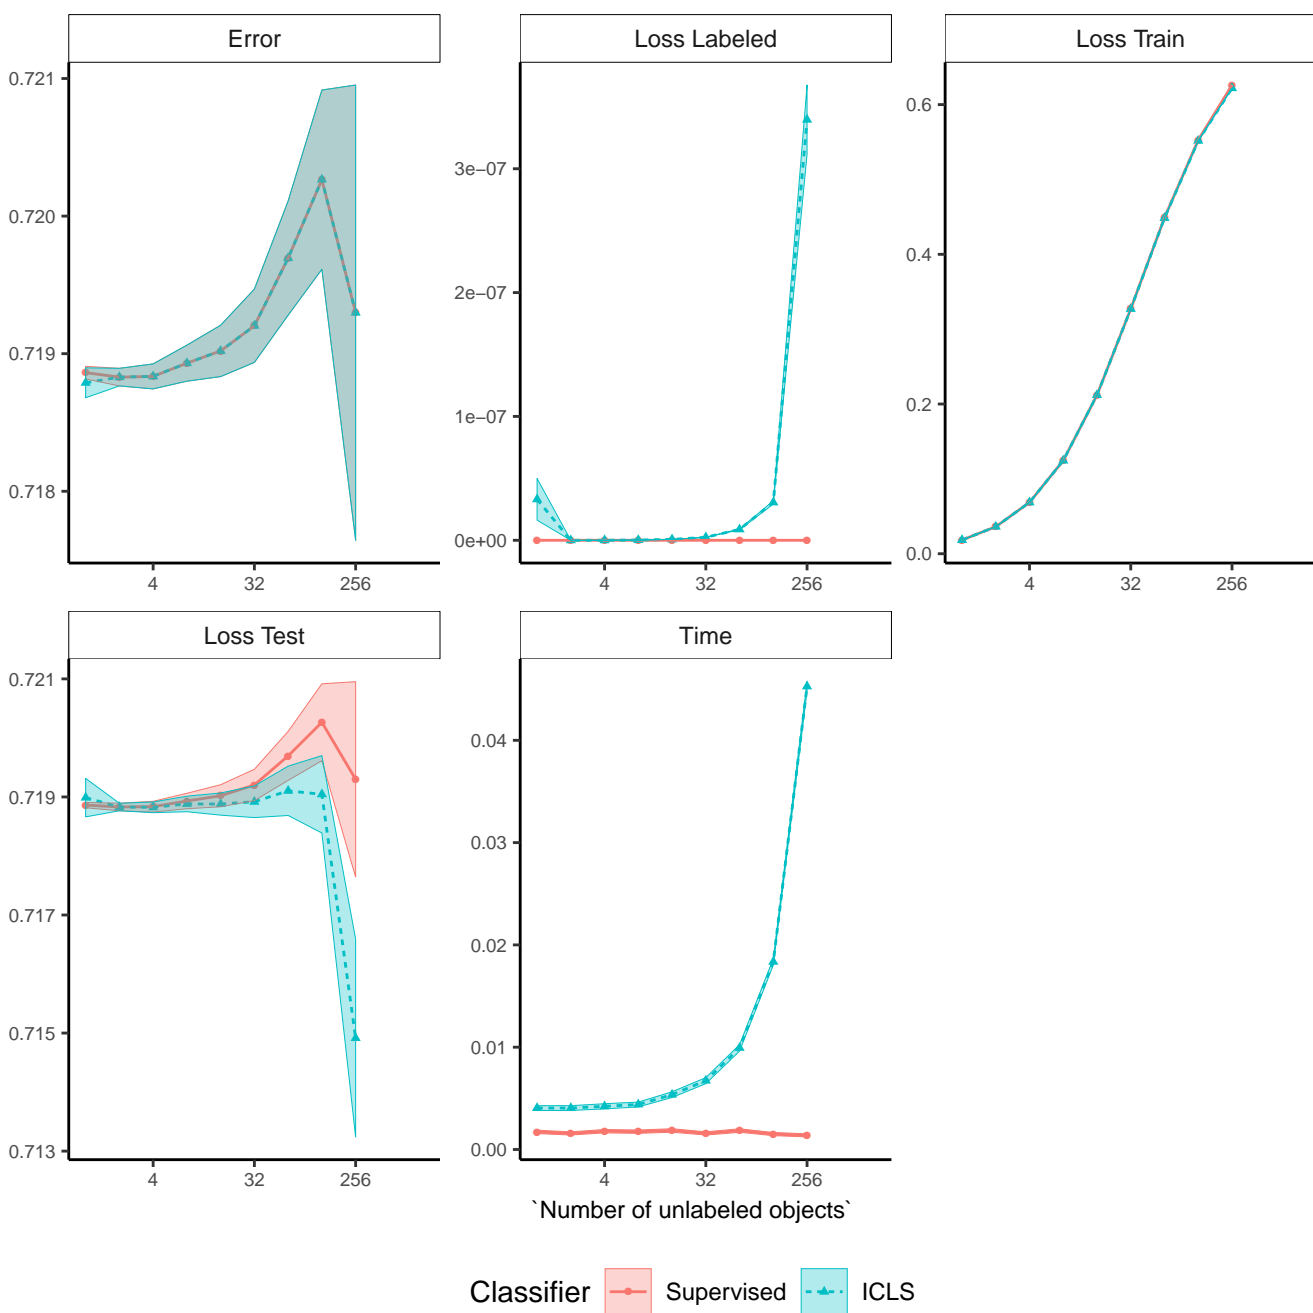 Error
Loss Labeled
Loss Train
0.721
0.720
0.719
0.718
3e−07
2e−07
1e−07
0e+00
0.6
0.4
0.2
0.0
4 32 256
4 32 256
4 32 256
Loss Test
Time
0.721
0.719
0.717
0.715
0.713
0.04
0.03
0.02
0.01
0.00
4 32 256
4 32 256
`Number of unlabeled objects`
Classifier Supervised ICLS